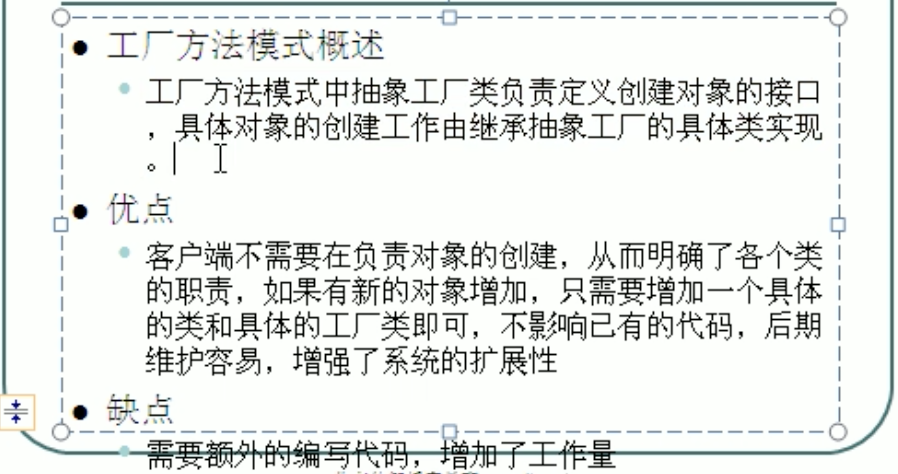 工厂方法模式概述
工厂方法模式中抽象工厂类负责定义创建对象的接口
，具体对象的创建工作由继承抽象工厂的具体类实现
。
优点
客户端不需要在负责对象的创建，从而明确了各个类
的职责，如果有新的对象增加，只需要增加一个具体
的类和具体的工厂类即可，不影响已有的代码，后期
维护容易，增强了系统的扩展性
缺点
需要额外的编写代码，增加了工作量